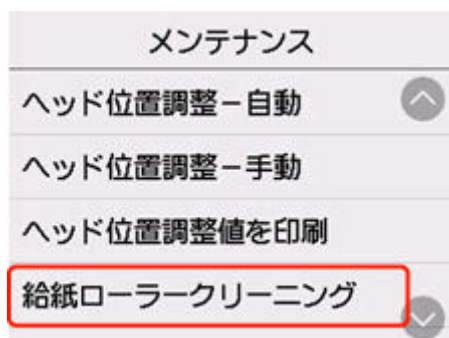 メンテナンス
ヘッド位置調整－自動
ヘッド位置調整－手動
ヘッド位置調整値を印刷
給紙ローラークリーニング